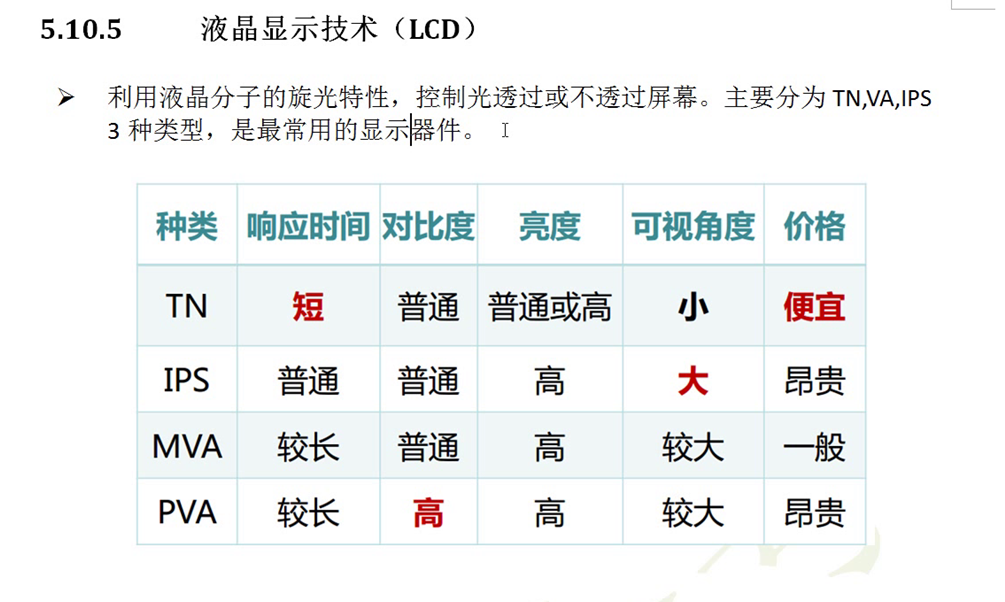 5.10.5 液晶显示技术（LCD）
➢ 利用液晶分子的旋光特性，控制光透过或不透过屏幕。主要分为 TN,VA,IPS
3 种类型，是最常用的显示器件。
种类 响应时间 对比度 亮度 可视角度 价格
TN 短 普通 普通或高 小 便宜
IPS 普通 普通 高 大 昂贵
MVA 较长 普通 高 较大 一般
PVA 较长 高 高 较大 昂贵